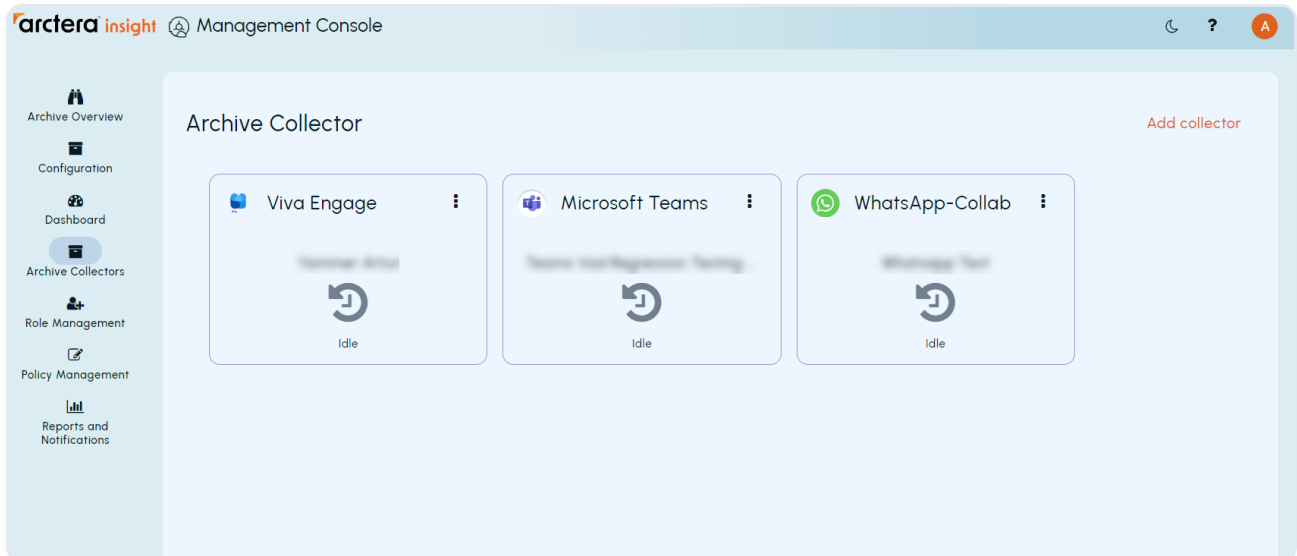 arctera insight Management Console ? A
Archive Overview
Configuration
Dashboard
Archive Collectors
Role Management
Policy Management
Reports and
Notifications
Archive Collector
Add collector
Viva Engage
Idle
Microsoft Teams
Idle
WhatsApp-Collab
Idle